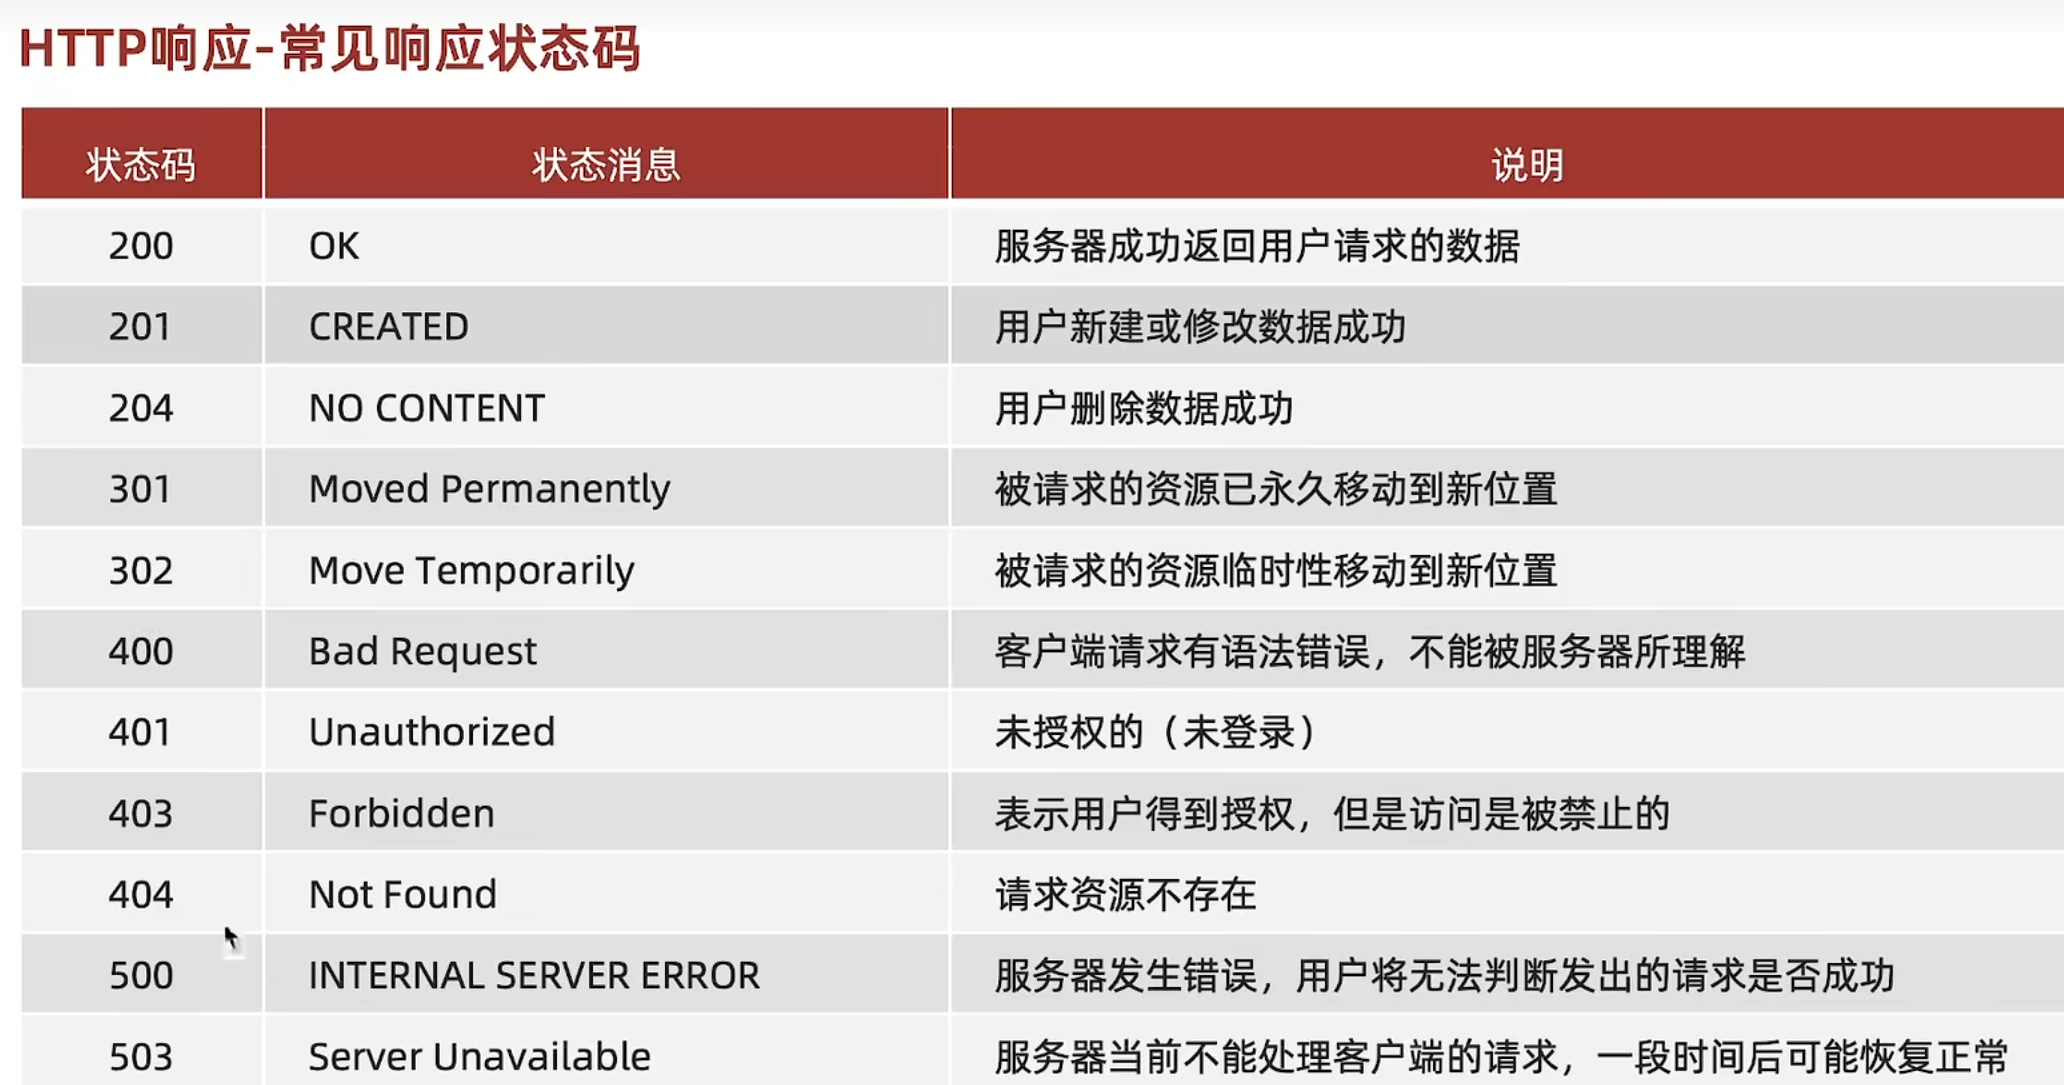 HTTP响应-常见响应状态码
状态码 状态消息 说明
200 OK 服务器成功返回用户请求的数据
201 CREATED 用户新建或修改数据成功
204 NO CONTENT 用户删除数据成功
301 Moved Permanently 被请求的资源已永久移动到新位置
302 Move Temporarily 被请求的资源临时性移动到新位置
400 Bad Request 客户端请求有语法错误，不能被服务器所理解
401 Unauthorized 未授权的（未登录）
403 Forbidden 表示用户得到授权，但是访问是被禁止的
404 Not Found 请求资源不存在
500 INTERNAL SERVER ERROR 服务器发生错误，用户将无法判断发出的请求是否成功
503 Server Unavailable 服务器当前不能处理客户端的请求，一段时间后可能恢复正常